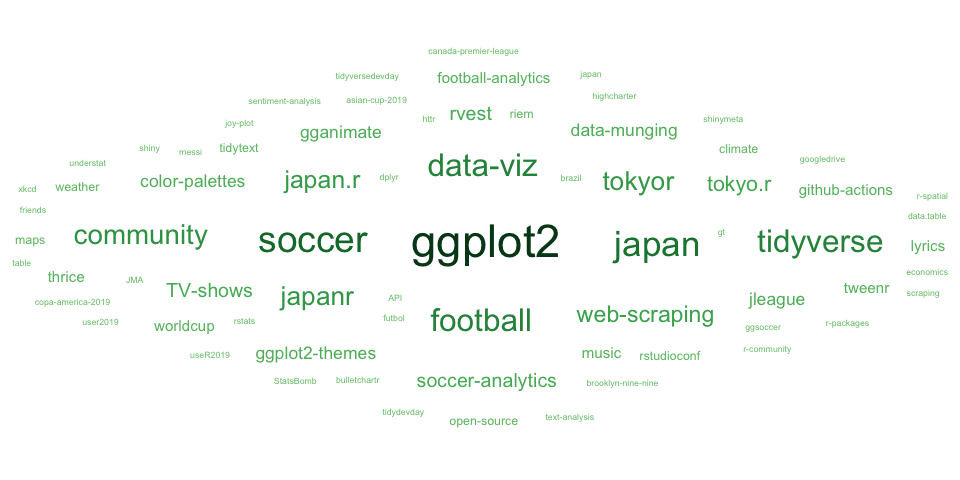 canada-premier-league
tidyversedevday
football-analytics
japan
sentiment-analysis
asian-cup-2019
highcharter
joy-plot
gganimate
httr
rvest
riem
data-munging
shinymeta
understat
shiny
messi
tidytext
data-viz
climate
googledrive
xkcd
weather
color-palettes
japan.r
dplyr
brazil
tokyor
tokyo.r
github-actions
r-spatial
friends
data.table
maps
community
soccer
ggplot2
japan
gt
tidyverse
lyrics
table
thrice
JMA
TV-shows
japanr
API
jleague
tweenr
economics
scraping
copa-america-2019
user2019
worldcup
rstats
futbol
football
web-scraping
ggsoccer
r-packages
useR2019
ggplot2-themes
music
rstudioconf
r-community
StatsBomb
bulletchartr
soccer-analytics
brooklyn-nine-nine
tidydevday
open-source
text-analysis